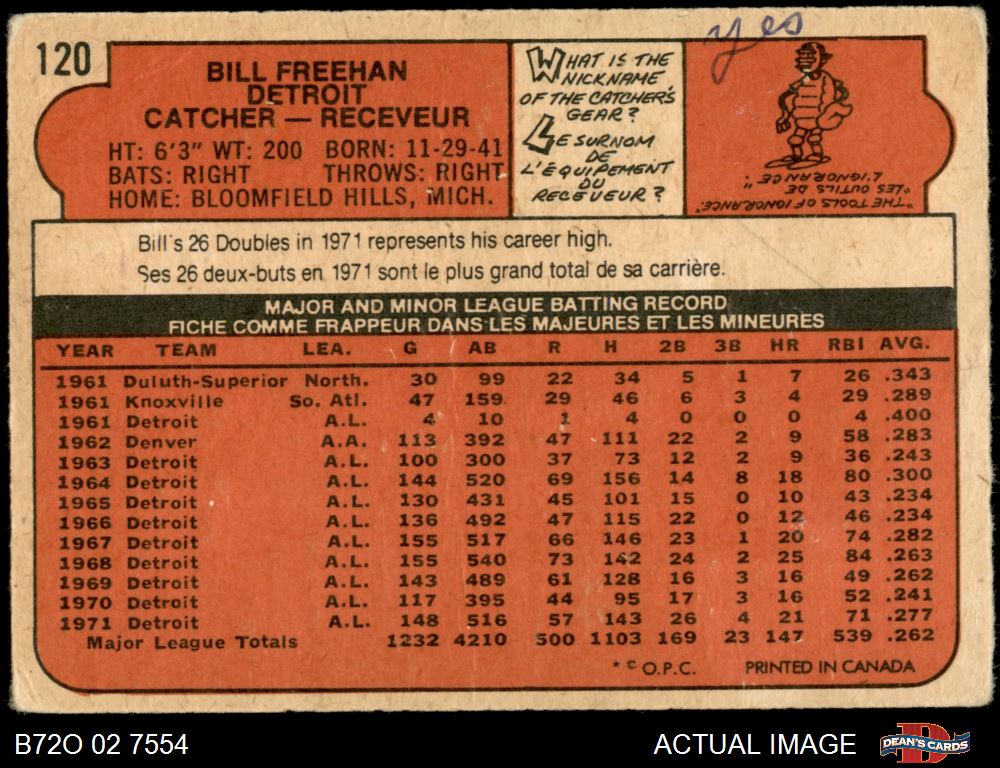 yes
120
BILL FREEHAN
DETROIT
CATCHER — RECEVEUR
HT: 6'3" WT: 200 BORN: 11-29-41
BATS: RIGHT THROWS: RIGHT
HOME: BLOOMFIELD HILLS, MICH.
WHAT IS THE
NICKNAME
OF THE CATCHER'S
GEAR?
LE SURNOM
DE
L'ÉQUIPEMENT
DU
RECEVEUR?
"THE TOOLS OF IGNORANCE."
"LES OUTILS DE
L'IGNORANCE"
Bill's 26 Doubles in 1971 represents his career high.
Ses 26 deux-buts en 1971 sont le plus grand total de sa carrière.
MAJOR AND MINOR LEAGUE BATTING RECORD
FICHE COMME FRAPPEUR DANS LES MAJEURES ET LES MINEURES
YEAR TEAM LEA. G AB R H 2B 3B HR RBI AVG.
1961 Duluth-Superior North. 30 99 22 34 5 1 7 26 .343
1961 Knoxville So. Atl. 47 159 29 46 6 3 4 29 .289
1961 Detroit A.L. 4 10 1 4 0 0 0 4 .400
1962 Denver A.A. 113 392 47 111 22 2 9 58 .283
1963 Detroit A.L. 100 300 37 73 12 2 9 36 .243
1964 Detroit A.L. 144 520 69 156 14 8 18 80 .300
1965 Detroit A.L. 130 431 45 101 15 0 10 43 .234
1966 Detroit A.L. 136 492 47 115 22 0 12 46 .234
1967 Detroit A.L. 155 517 66 146 23 1 20 74 .282
1968 Detroit A.L. 155 540 73 142 24 2 25 84 .263
1969 Detroit A.L. 143 489 61 128 16 3 16 49 .262
1970 Detroit A.L. 117 395 44 95 17 3 16 52 .241
1971 Detroit A.L. 148 516 57 143 26 4 21 71 .277
Major League Totals 1232 4210 500 1103 169 23 147 539 .262
* © O.P.C. PRINTED IN CANADA
B72O 02 7554 ACTUAL IMAGE DEAN'S CARDS